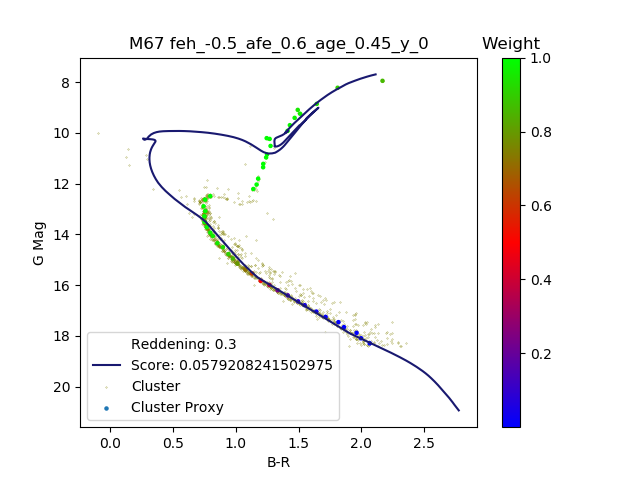 M67 feh_-0.5_afe_0.6_age_0.45_y_0
Weight
8
10
12
14
16
18
20
G Mag
0.0 0.5 1.0 1.5 2.0 2.5
B-R
1.0
0.8
0.6
0.4
0.2
Reddening: 0.3
Score: 0.0579208241502975
Cluster
Cluster Proxy